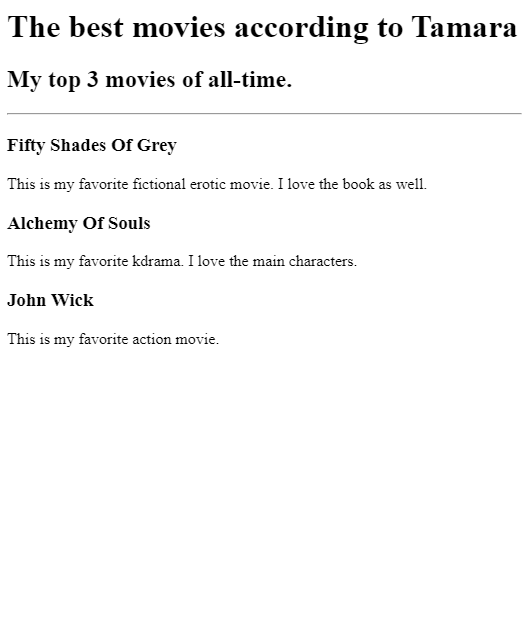 The best movies according to Tamara
My top 3 movies of all-time.
Fifty Shades Of Grey
This is my favorite fictional erotic movie. I love the book as well.
Alchemy Of Souls
This is my favorite kdrama. I love the main characters.
John Wick
This is my favorite action movie.